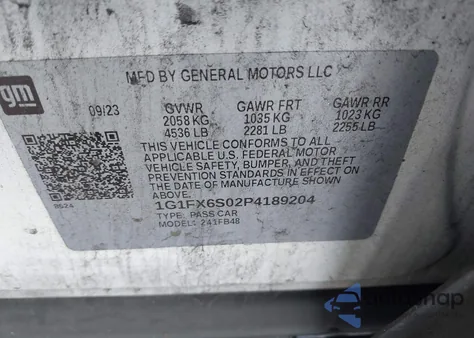 MFD BY GENERAL MOTORS LLC
gm
09/23 GVWR GAWR FRT GAWR RR
2058 KG 1035 KG 1023 KG
4536 LB 2281 LB 2255 LB
THIS VEHICLE CONFORMS TO ALL
APPLICABLE U.S. FEDERAL MOTOR
VEHICLE SAFETY, BUMPER, AND THEFT
PREVENTION STANDARDS IN EFFECT ON
THE DATE OF MANUFACTURE SHOWN
ABOVE.
1G1FX6S02P4189204
TYPE: PASS CAR
MODEL: 241FB48